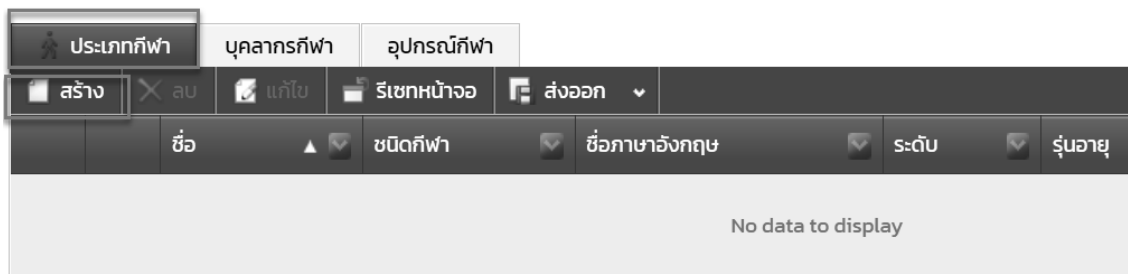 ประเภทกีฬา บุคลากรกีฬา อุปกรณ์กีฬา
สร้าง ลบ แก้ไข รีเซทหน้าจอ ส่งออก
ชื่อ ชนิดกีฬา ชื่อภาษาอังกฤษ ระดับ รุ่นอายุ
No data to display